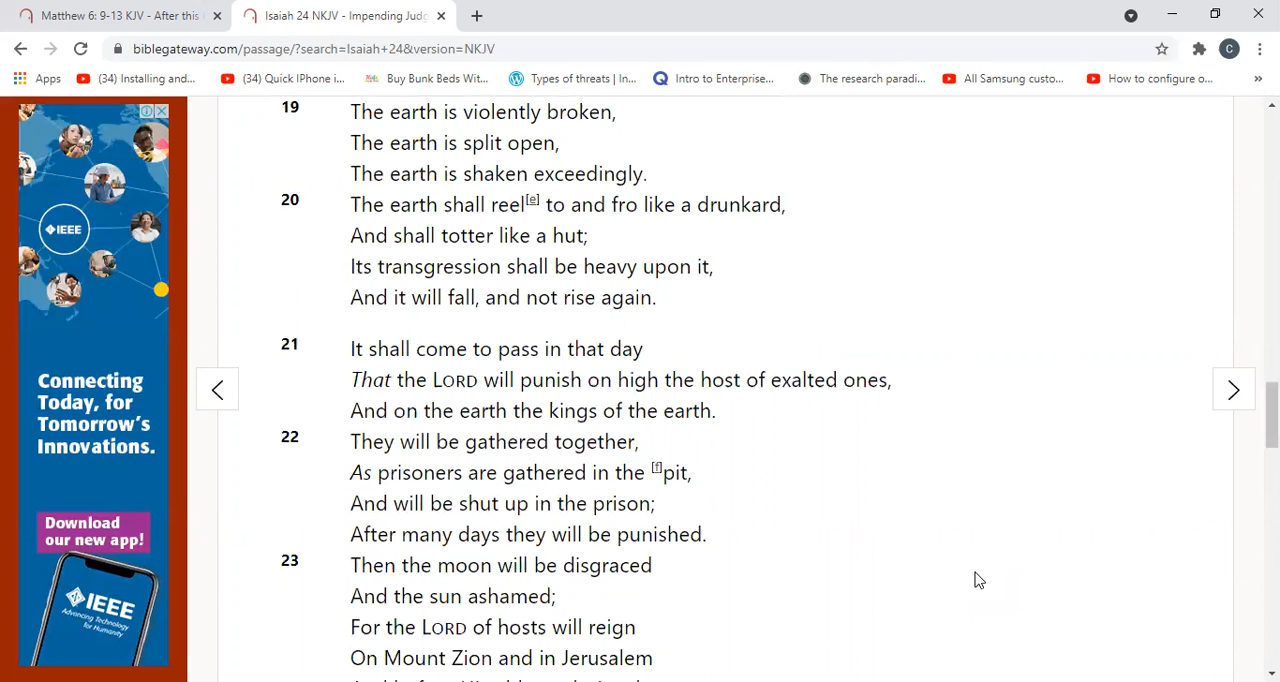 Matthew 6: 9-13 KJV - After this
Isaiah 24 NKJV - Impending Judg
biblegateway.com/passage/?search=Isaiah+24&version=NKJV
C
Apps
(34) Installing and...
(34) Quick IPhone i...
Buy Bunk Beds Wit...
Types of threats | In...
Intro to Enterprise...
The research paradi...
All Samsung custo...
How to configure o...
»
19 The earth is violently broken,
The earth is split open,
The earth is shaken exceedingly.
20 The earth shall reel[e] to and fro like a drunkard,
And shall totter like a hut;
Its transgression shall be heavy upon it,
And it will fall, and not rise again.
21 It shall come to pass in that day
That the LORD will punish on high the host of exalted ones,
And on the earth the kings of the earth.
22 They will be gathered together,
As prisoners are gathered in the [f]pit,
And will be shut up in the prison;
After many days they will be punished.
23 Then the moon will be disgraced
And the sun ashamed;
For the LORD of hosts will reign
On Mount Zion and in Jerusalem
IEEE
Connecting
Today, for
Tomorrow's
Innovations.
Download
our new app!
IEEE
Advancing Technology
for Humanity